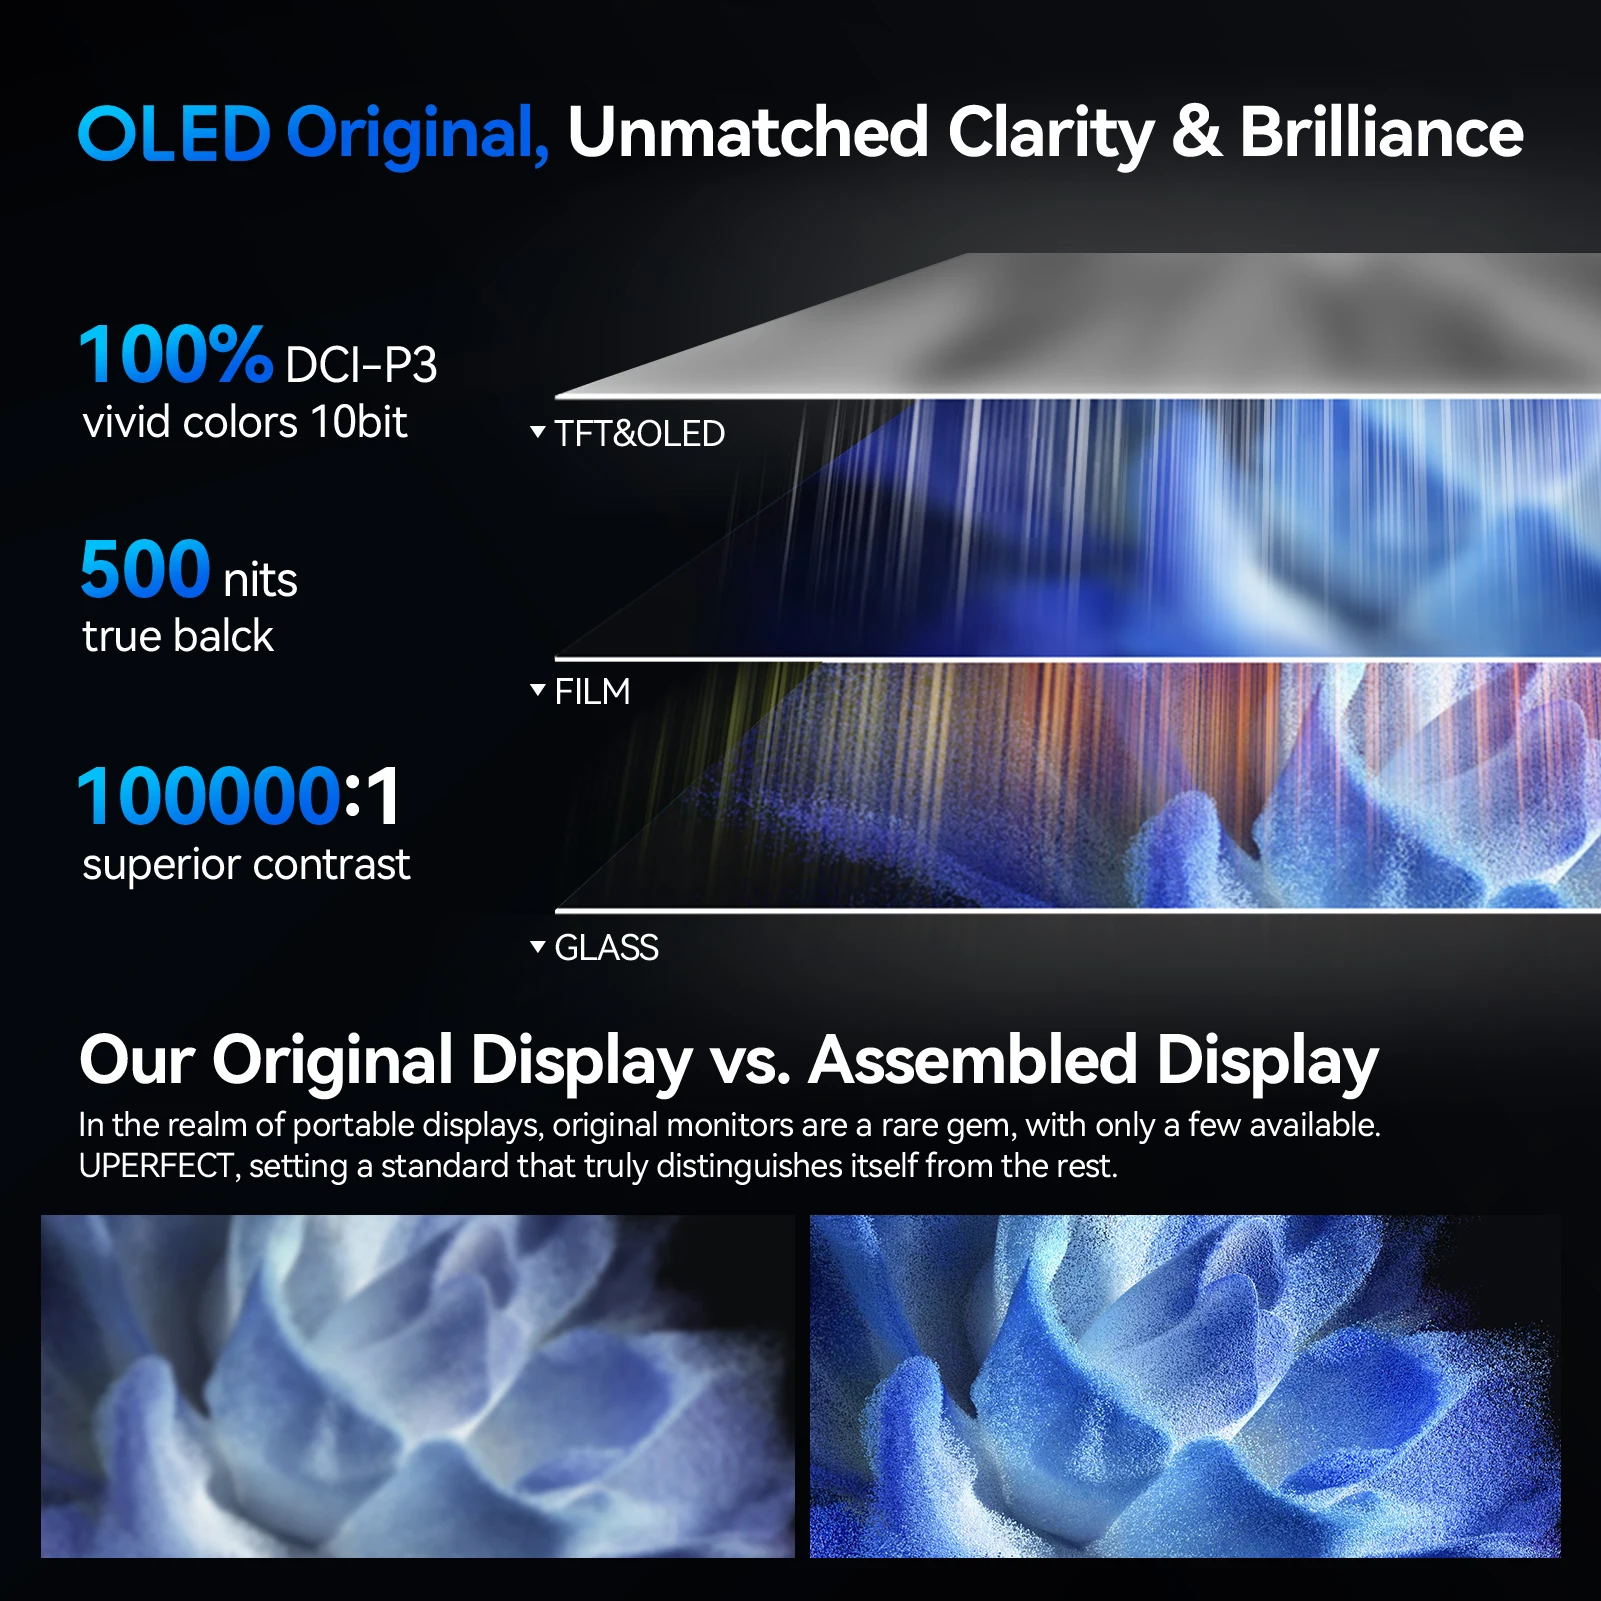 OLED Original, Unmatched Clarity & Brilliance
100% DCI-P3
vivid colors 10bit
500 nits
true balck
100000:1
superior contrast
▼ TFT&OLED
▼ FILM
▼ GLASS
Our Original Display vs. Assembled Display
In the realm of portable displays, original monitors are a rare gem, with only a few available.
UPERFECT, setting a standard that truly distinguishes itself from the rest.